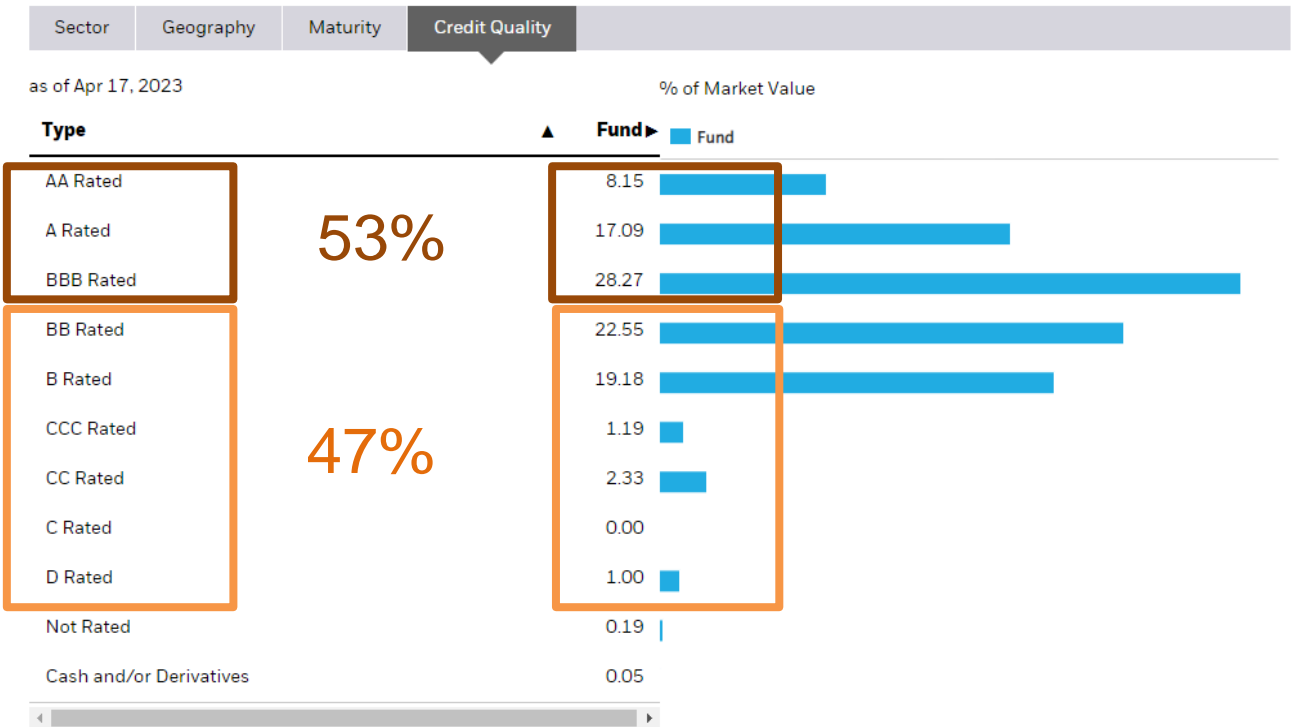 Sector Geography Maturity Credit Quality
as of Apr 17, 2023
% of Market Value
Type ▲ Fund▶
Fund
AA Rated 8.15
A Rated 17.09
53%
BBB Rated 28.27
BB Rated 22.55
B Rated 19.18
CCC Rated 1.19
47%
CC Rated 2.33
C Rated 0.00
D Rated 1.00
Not Rated 0.19
Cash and/or Derivatives 0.05